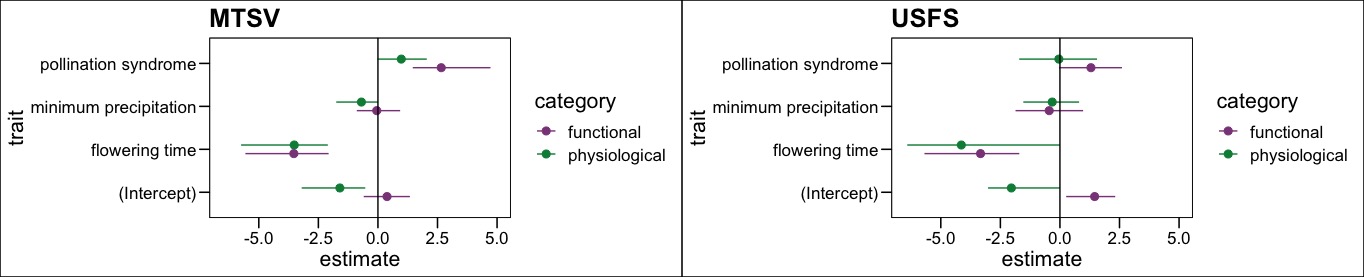 MTSV
pollination syndrome
minimum precipitation
flowering time
(Intercept)
trait
-5.0 -2.5 0.0 2.5 5.0
estimate
category
functional
physiological
USFS
pollination syndrome
minimum precipitation
flowering time
(Intercept)
trait
-5.0 -2.5 0.0 2.5 5.0
estimate
category
functional
physiological